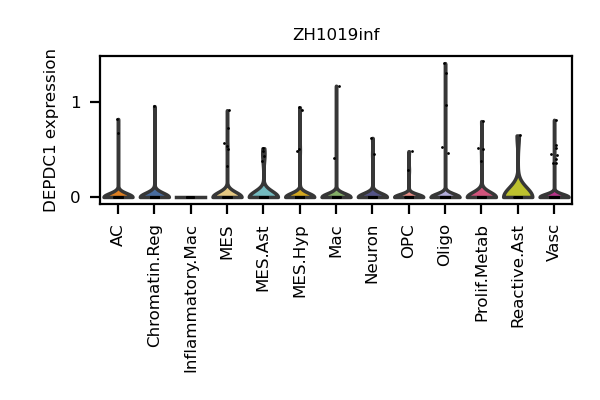 ZH1019inf
DEPDC1 expression
1
0
AC
Chromatin.Reg
Inflammatory.Mac
MES
MES.Ast
MES.Hyp
Mac
Neuron
OPC
Oligo
Prolif.Metab
Reactive.Ast
Vasc